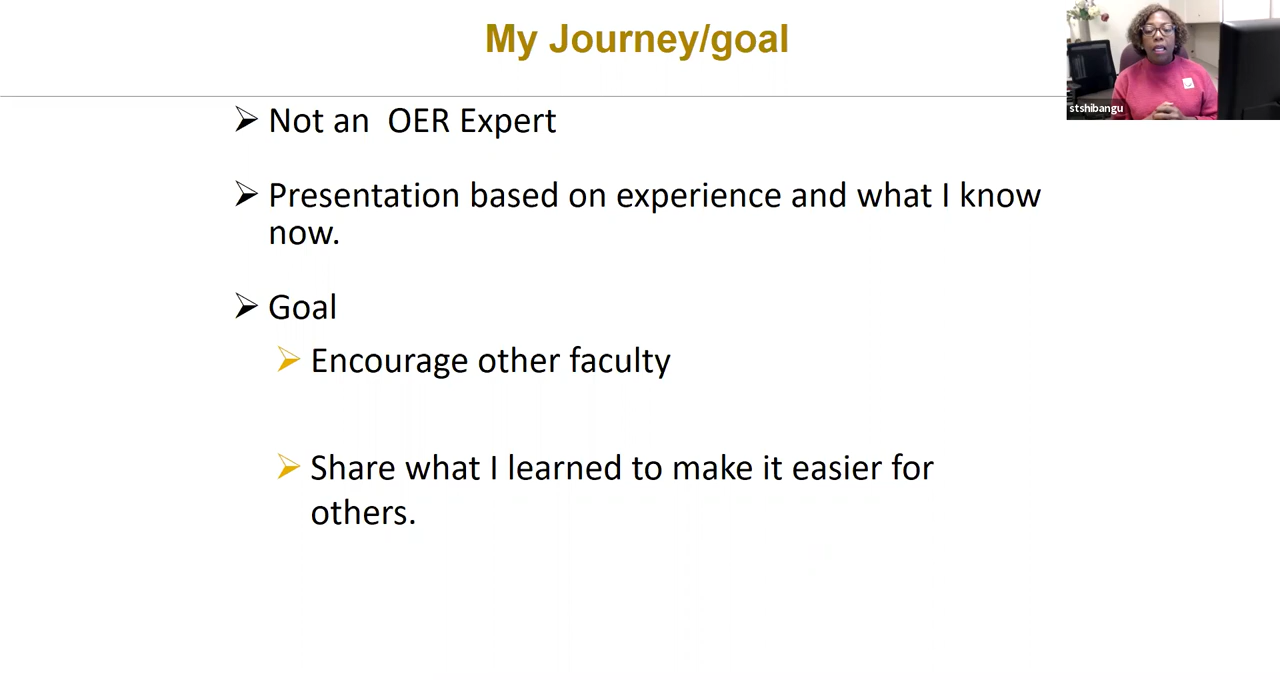 My Journey/goal
stshibangu
Not an  OER Expert
Presentation based on experience and what I know
now.
Goal
Encourage other faculty
Share what I learned to make it easier for
others.